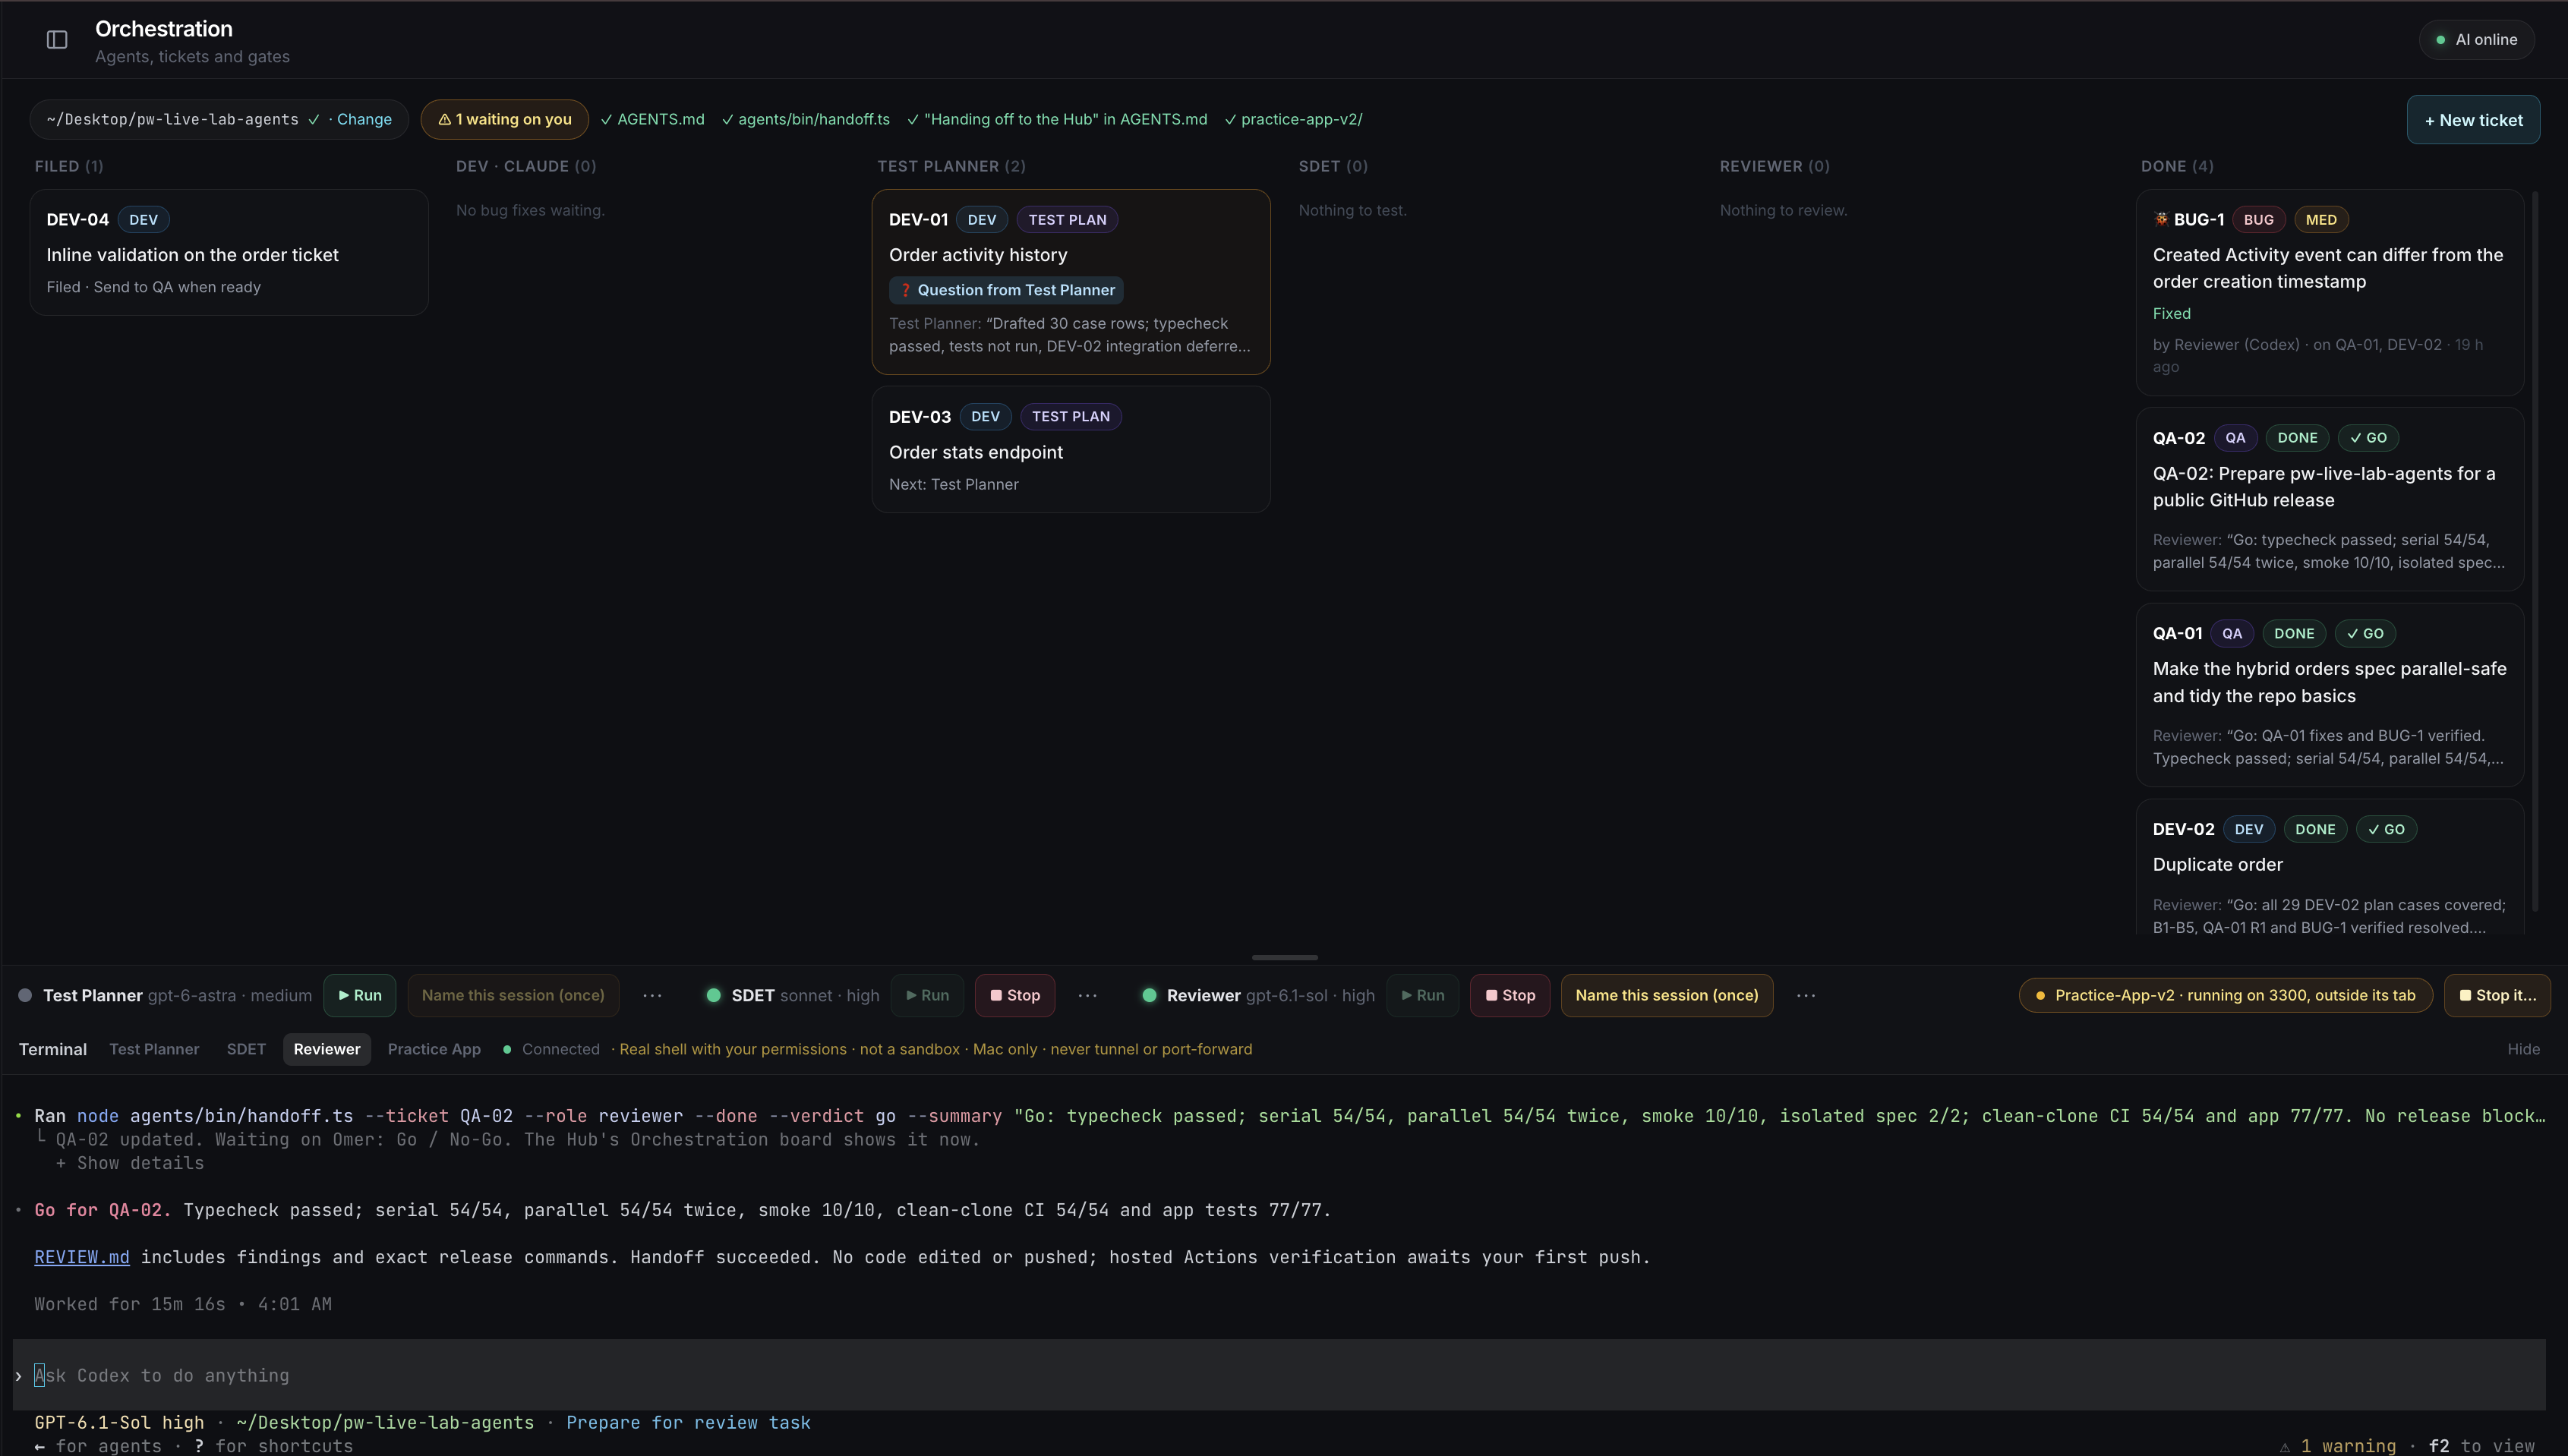 Orchestration
Agents, tickets and gates
AI online
~/Desktop/pw-live-lab-agents ✓ · Change
⚠ 1 waiting on you
✓ AGENTS.md ✓ agents/bin/handoff.ts ✓ "Handing off to the Hub" in AGENTS.md ✓ practice-app-v2/
+ New ticket
FILED (1)
DEV-04 DEV
Inline validation on the order ticket
Filed · Send to QA when ready
DEV · CLAUDE (0)
No bug fixes waiting.
TEST PLANNER (2)
DEV-01 DEV TEST PLAN
Order activity history
❓ Question from Test Planner
Test Planner: “Drafted 30 case rows; typecheck
passed, tests not run, DEV-02 integration deferre...
DEV-03 DEV TEST PLAN
Order stats endpoint
Next: Test Planner
SDET (0)
Nothing to test.
REVIEWER (0)
Nothing to review.
DONE (4)
BUG-1 BUG MED
Created Activity event can differ from the
order creation timestamp
Fixed
by Reviewer (Codex) · on QA-01, DEV-02 · 19 h
ago
QA-02 QA DONE ✓ GO
QA-02: Prepare pw-live-lab-agents for a
public GitHub release
Reviewer: “Go: typecheck passed; serial 54/54,
parallel 54/54 twice, smoke 10/10, isolated spec...
QA-01 QA DONE ✓ GO
Make the hybrid orders spec parallel-safe
and tidy the repo basics
Reviewer: “Go: QA-01 fixes and BUG-1 verified.
Typecheck passed; serial 54/54, parallel 54/54,...
DEV-02 DEV DONE ✓ GO
Duplicate order
Reviewer: “Go: all 29 DEV-02 plan cases covered;
B1-B5, QA-01 R1 and BUG-1 verified resolved....
Test Planner gpt-6-astra · medium ▶ Run Name this session (once) ··· SDET sonnet · high ▶ Run Stop ··· Reviewer gpt-6.1-sol · high ▶ Run Stop Name this session (once) ··· Practice-App-v2 · running on 3300, outside its tab Stop it...
Terminal Test Planner SDET Reviewer Practice App Connected · Real shell with your permissions · not a sandbox · Mac only · never tunnel or port-forward Hide
• Ran node agents/bin/handoff.ts --ticket QA-02 --role reviewer --done --verdict go --summary "Go: typecheck passed; serial 54/54, parallel 54/54 twice, smoke 10/10, isolated spec 2/2; clean-clone CI 54/54 and app 77/77. No release block…
└ QA-02 updated. Waiting on Omer: Go / No-Go. The Hub's Orchestration board shows it now.
+ Show details
• Go for QA-02. Typecheck passed; serial 54/54, parallel 54/54 twice, smoke 10/10, clean-clone CI 54/54 and app tests 77/77.
REVIEW.md includes findings and exact release commands. Handoff succeeded. No code edited or pushed; hosted Actions verification awaits your first push.
Worked for 15m 16s • 4:01 AM
› Ask Codex to do anything
GPT-6.1-Sol high · ~/Desktop/pw-live-lab-agents · Prepare for review task
← for agents · ? for shortcuts
⚠ 1 warning · f2 to view